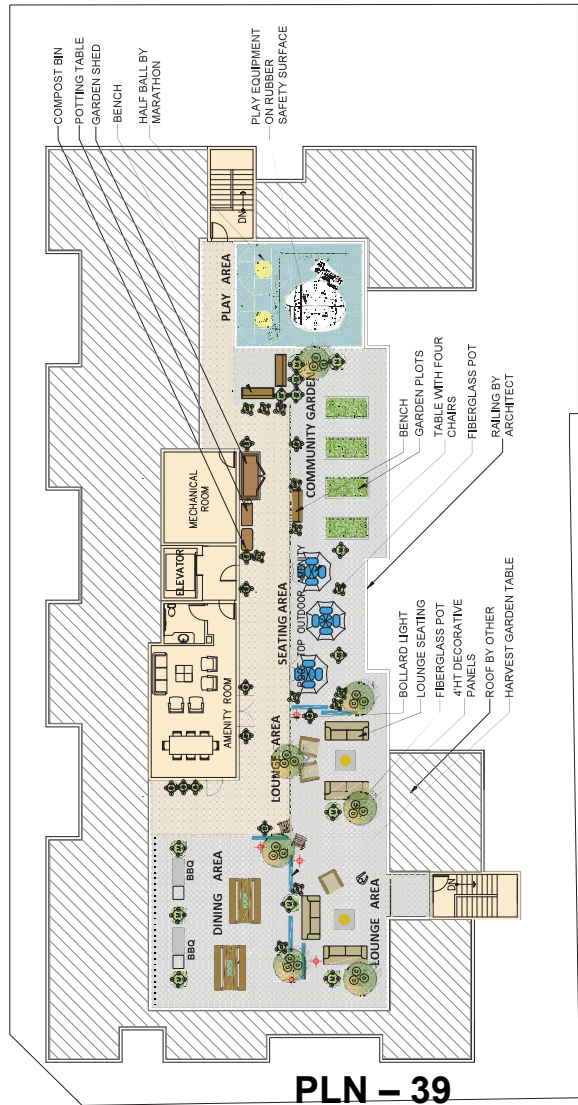 COMPOST BIN
POTTING TABLE
GARDEN SHED
BENCH
HALF BALL BY
MARATHON
PLAY EQUIPMENT
ON RUBBER
SAFETY SURFACE
DN
PLAY AREA
COMMUNITY GARDEN
MECHANICAL
ROOM
ELEVATOR
AMENITY ROOM
SEATING AREA
ROOF TOP OUTDOOR AMENITY
LOUNGE AREA
DINING AREA
BBQ
BBQ
LOUNGE AREA
DN
BENCH
GARDEN PLOTS
TABLE WITH FOUR
CHAIRS
FIBERGLASS POT
RAILING BY
ARCHITECT
BOLLARD LIGHT
LOUNGE SEATING
FIBERGLASS POT
4'HT DECORATIVE
PANELS
ROOF BY OTHER
HARVEST GARDEN TABLE
PLN – 39